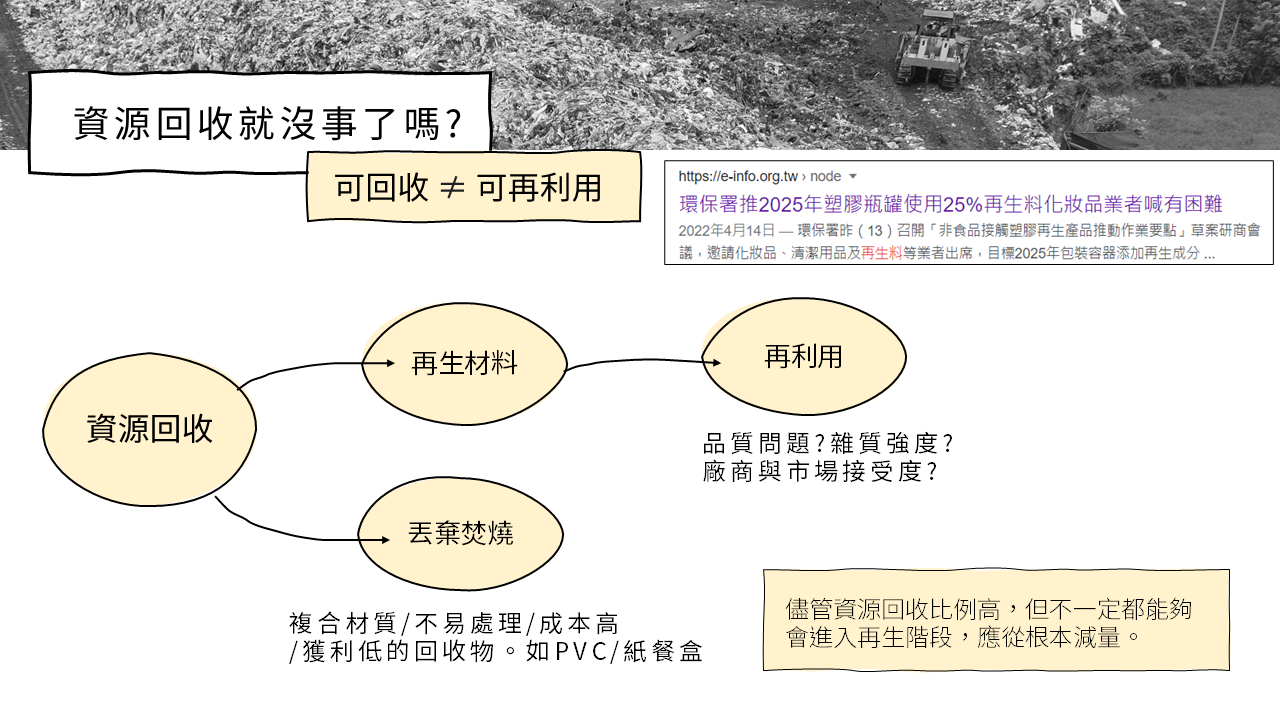 資源回收就沒事了嗎?
可回收 ≠ 可再利用
https://e-info.org.tw › node
環保署推2025年塑膠瓶罐使用25%再生料化妝品業者喊有困難
2022年4月14日 — 環保署昨（13）召開「非食品接觸塑膠再生產品推動作業要點」草案研商會
議，邀請化妝品、清潔用品及再生料等業者出席，目標2025年包裝容器添加再生成分 ...
資源回收
再生材料
再利用
品質問題?雜質強度?
廠商與市場接受度?
丟棄焚燒
複合材質/不易處理/成本高
/獲利低的回收物。如PVC/紙餐盒
儘管資源回收比例高，但不一定都能夠
會進入再生階段，應從根本減量。